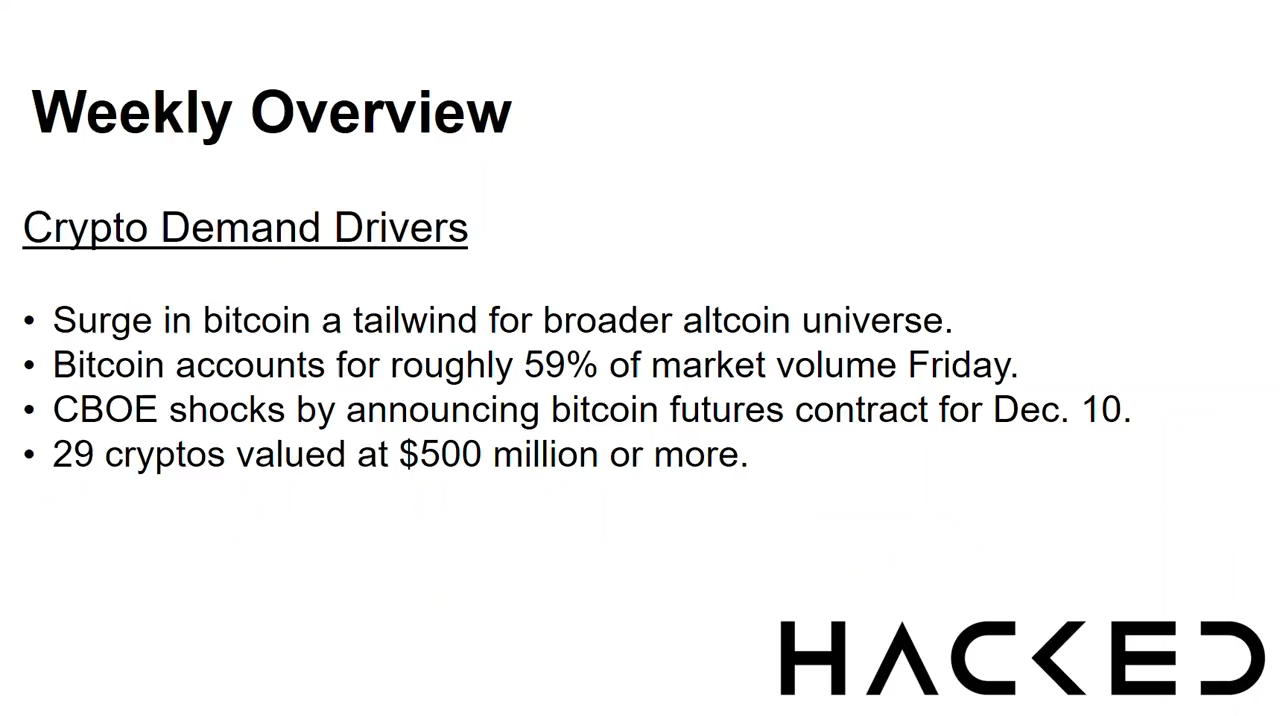 Weekly Overview
Crypto Demand Drivers
• Surge in bitcoin a tailwind for broader altcoin universe.
• Bitcoin accounts for roughly 59% of market volume Friday.
• CBOE shocks by announcing bitcoin futures contract for Dec. 10.
• 29 cryptos valued at $500 million or more.
HACKED